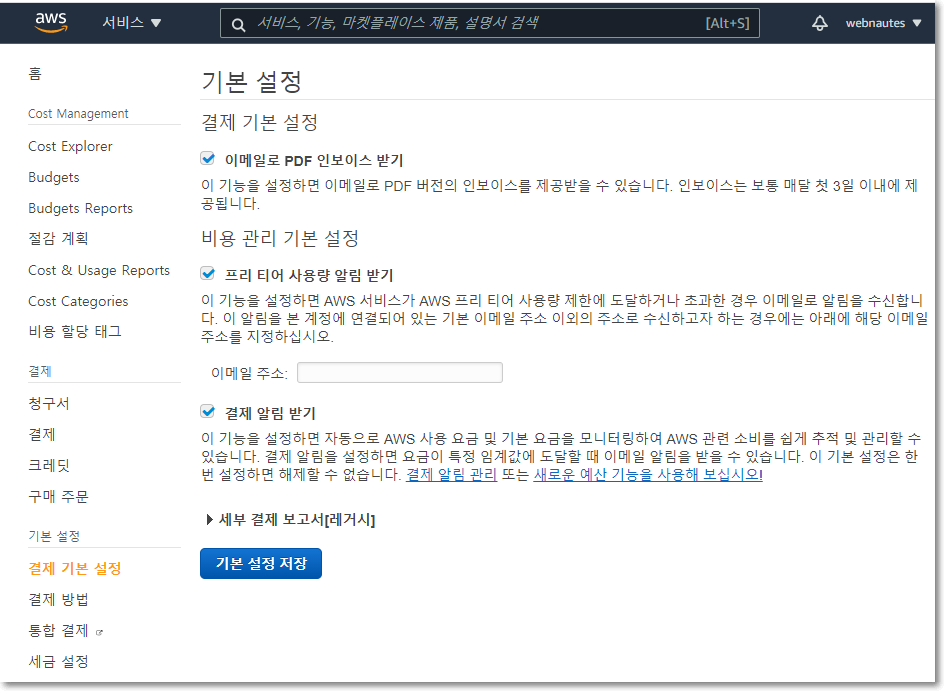 aws 서비스 ▼ 서비스, 기능, 마켓플레이스 제품, 설명서 검색 [Alt+S] webnautes ▼
홈
Cost Management
Cost Explorer
Budgets
Budgets Reports
절감 계획
Cost & Usage Reports
Cost Categories
비용 할당 태그
결제
청구서
결제
크레딧
구매 주문
기본 설정
결제 기본 설정
결제 방법
통합 결제
세금 설정
기본 설정
결제 기본 설정
이메일로 PDF 인보이스 받기
이 기능을 설정하면 이메일로 PDF 버전의 인보이스를 제공받을 수 있습니다. 인보이스는 보통 매달 첫 3일 이내에 제
공됩니다.
비용 관리 기본 설정
프리 티어 사용량 알림 받기
이 기능을 설정하면 AWS 서비스가 AWS 프리 티어 사용량 제한에 도달하거나 초과한 경우 이메일로 알림을 수신합니
다. 이 알림을 본 계정에 연결되어 있는 기본 이메일 주소 이외의 주소로 수신하고자 하는 경우에는 아래에 해당 이메일
주소를 지정하십시오.
이메일 주소:
결제 알림 받기
이 기능을 설정하면 자동으로 AWS 사용 요금 및 기본 요금을 모니터링하여 AWS 관련 소비를 쉽게 추적 및 관리할 수
있습니다. 결제 알림을 설정하면 요금이 특정 임계값에 도달할 때 이메일 알림을 받을 수 있습니다. 이 기본 설정은 한
번 설정하면 해제할 수 없습니다. 결제 알림 관리 또는 새로운 예산 기능을 사용해 보십시오!
세부 결제 보고서[레거시]
기본 설정 저장